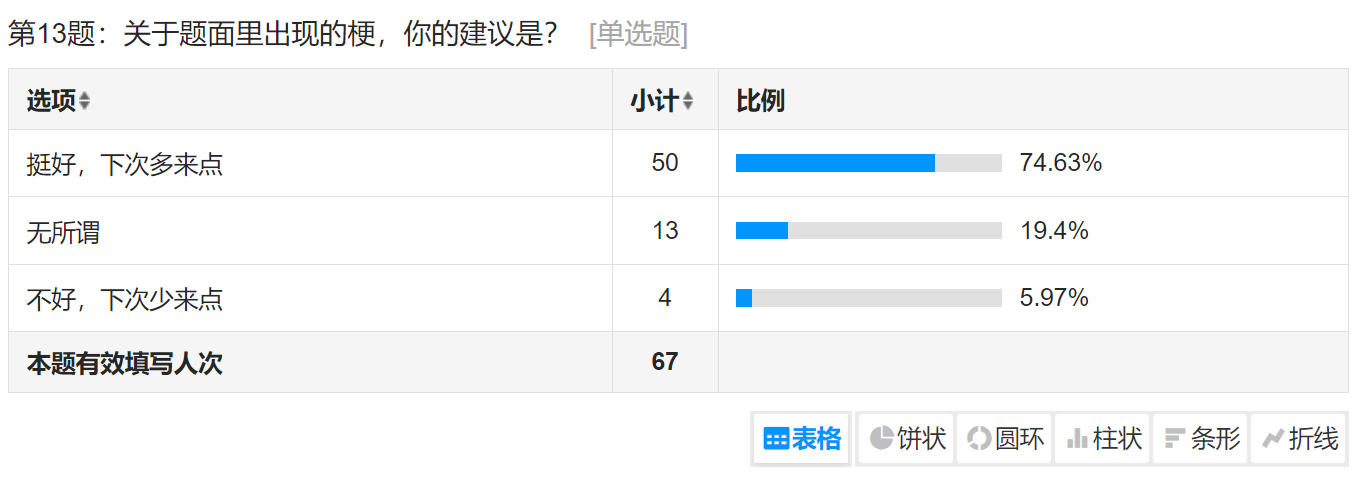 第13题：关于题面里出现的梗，你的建议是？ [单选题]
选项 小计 比例
挺好，下次多来点 50 74.63%
无所谓 13 19.4%
不好，下次少来点 4 5.97%
本题有效填写人次 67
表格 饼状 圆环 柱状 条形 折线